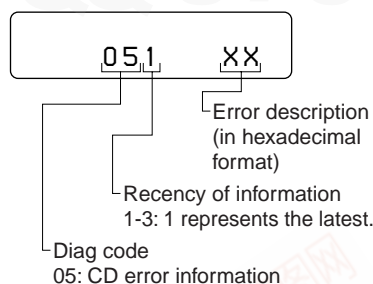 051 XX
Error description
(in hexadecimal
format)
Recency of information
1-3: 1 represents the latest.
Diag code
05: CD error information